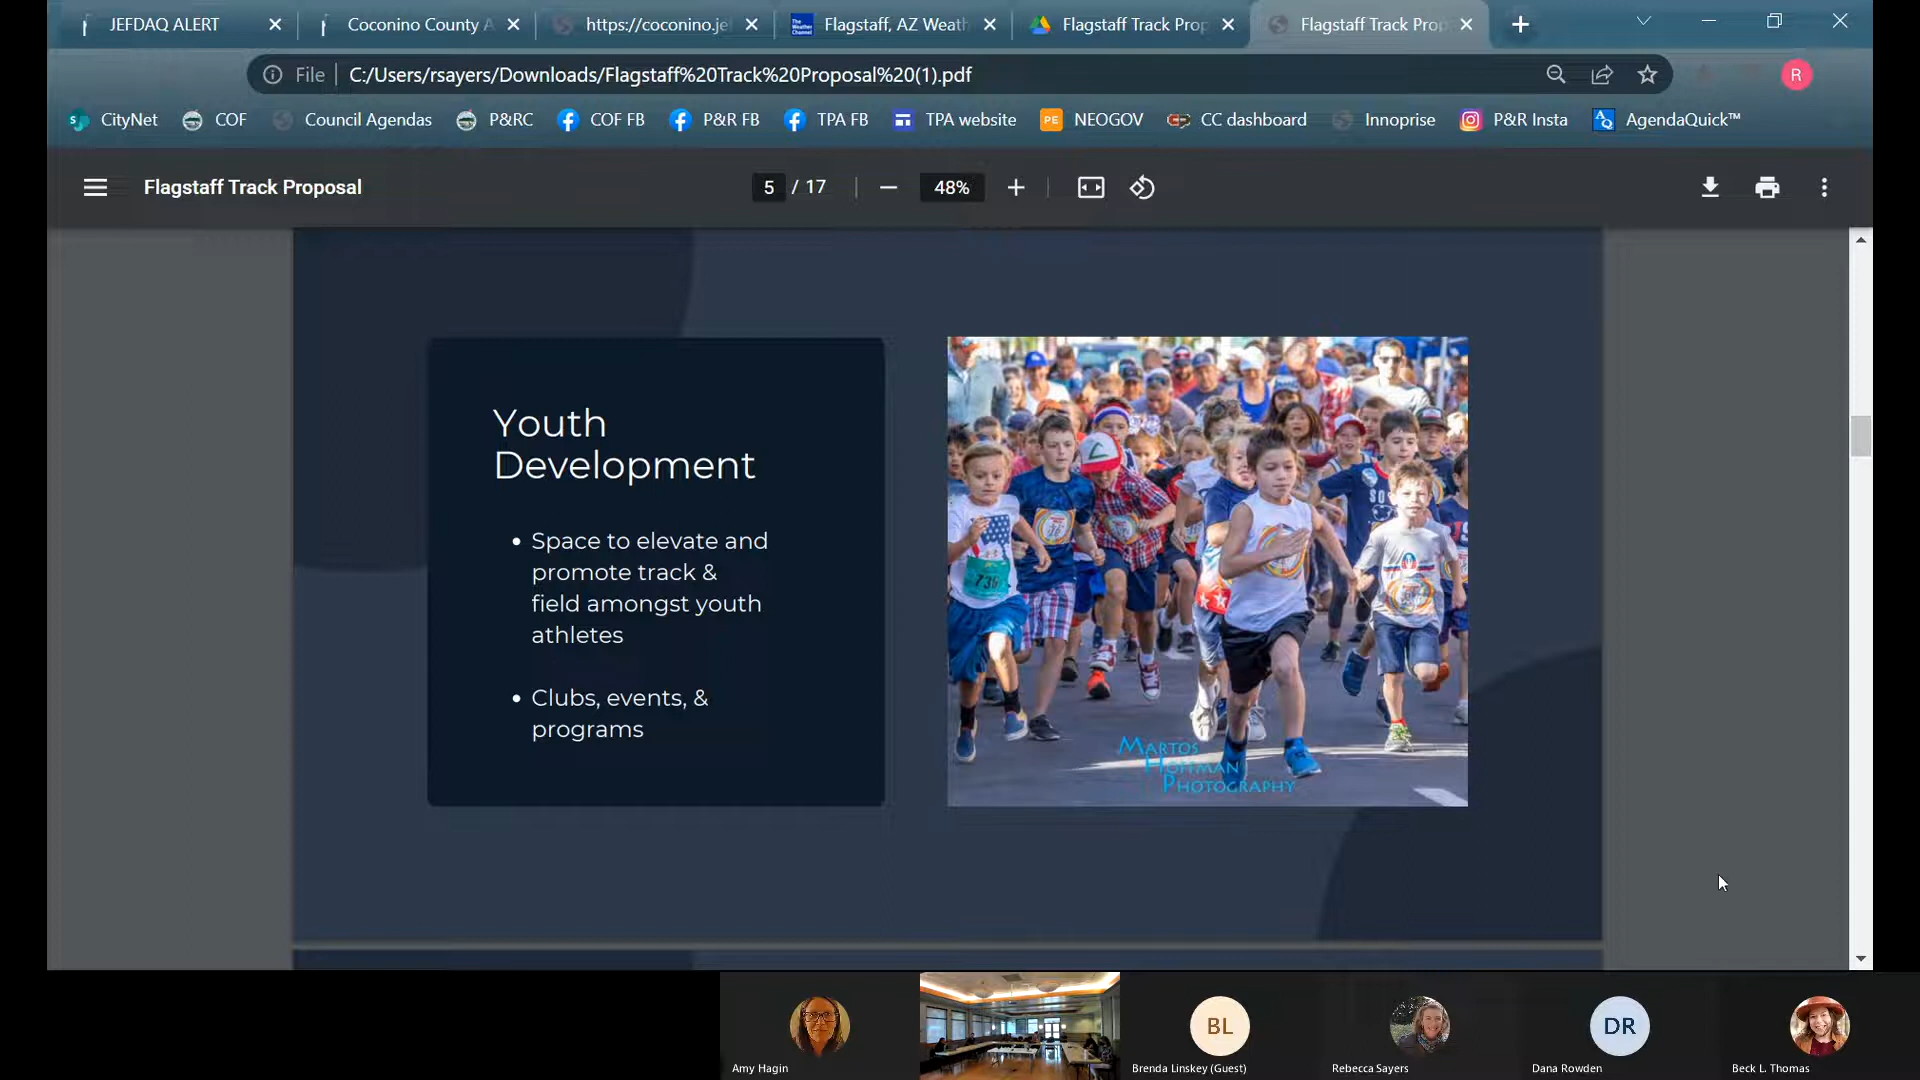 JEFDAQ ALERT
Coconino County A
https://coconino.je
Flagstaff, AZ Weath
Flagstaff Track Prop
Flagstaff Track Prop
File
C:/Users/rsayers/Downloads/Flagstaff%20Track%20Proposal%20(1).pdf
R
CityNet
COF
Council Agendas
P&RC
COF FB
P&R FB
TPA FB
TPA website
PE
NEOGOV
CC dashboard
Innoprise
P&R Insta
AgendaQuick™
Flagstaff Track Proposal
5 / 17
48%
Youth
Development
• Space to elevate and
promote track &
field amongst youth
athletes
• Clubs, events, &
programs
MARTOS
HOFFMAN
PHOTOGRAPHY
BL
DR
Amy Hagin
Brenda Linskey (Guest)
Rebecca Sayers
Dana Rowden
Beck L. Thomas